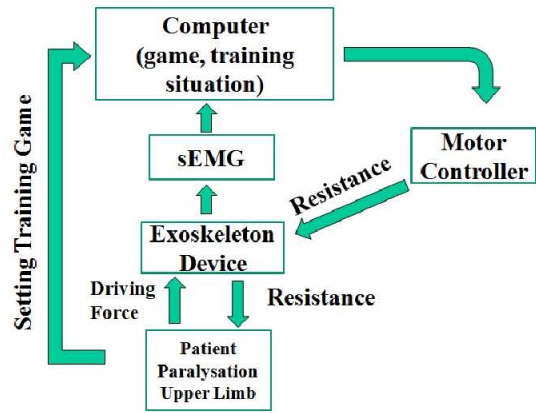 Computer
(game, training
situation)
Setting Training Game
sEMG
Motor
Controller
Resistance
Exoskeleton
Device
Driving
Force
Resistance
Patient
Paralysation
Upper Limb